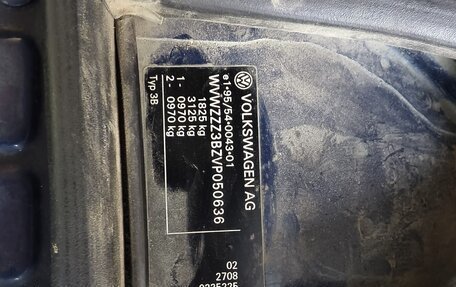 VOLKSWAGEN AG
e1*95/54*0043*01
WVWZZZ3BZVP050636
1825 kg
3125 kg
1- 0970 kg
2- 0970 kg
Typ 3B
02
2708